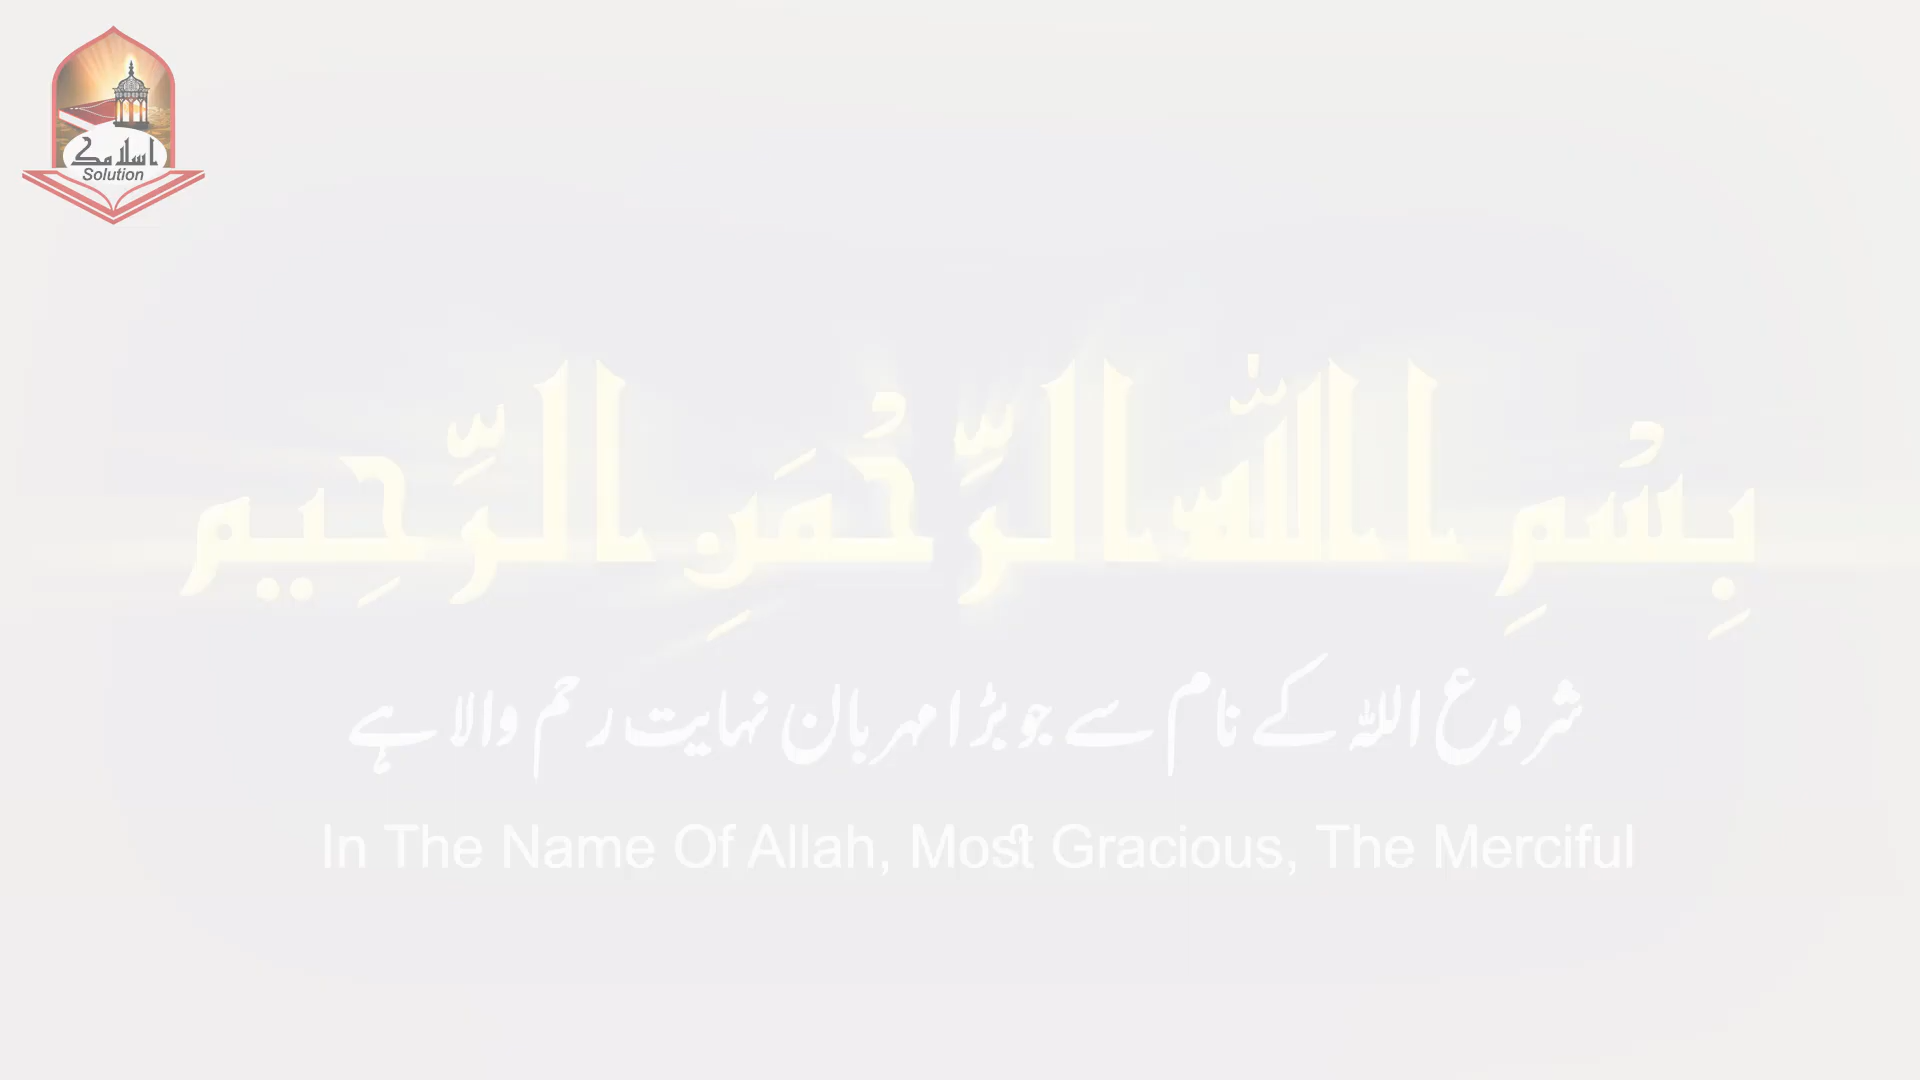 اسلامک
Solution
بِسْمِ اللّٰهِ الرَّحْمَنِ الرَّحِيمِ
شروع اللہ کے نام سے جو بڑا مہربان نہایت رحم والا ہے
In The Name Of Allah, Most Gracious, The Merciful